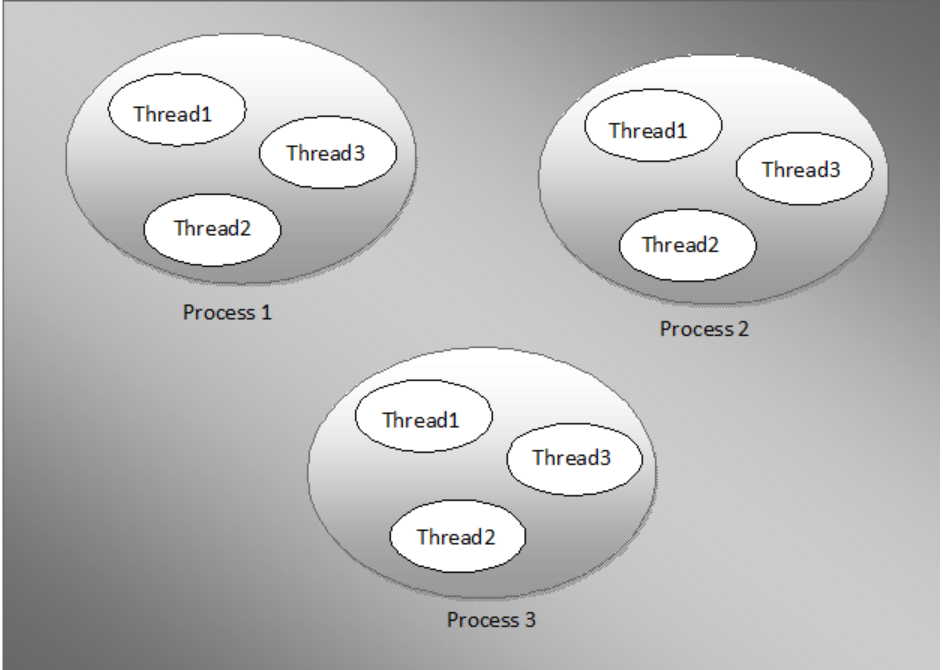 Thread1
Thread3
Thread2
Process 1
Thread1
Thread3
Thread2
Process 2
Thread1
Thread3
Thread2
Process 3